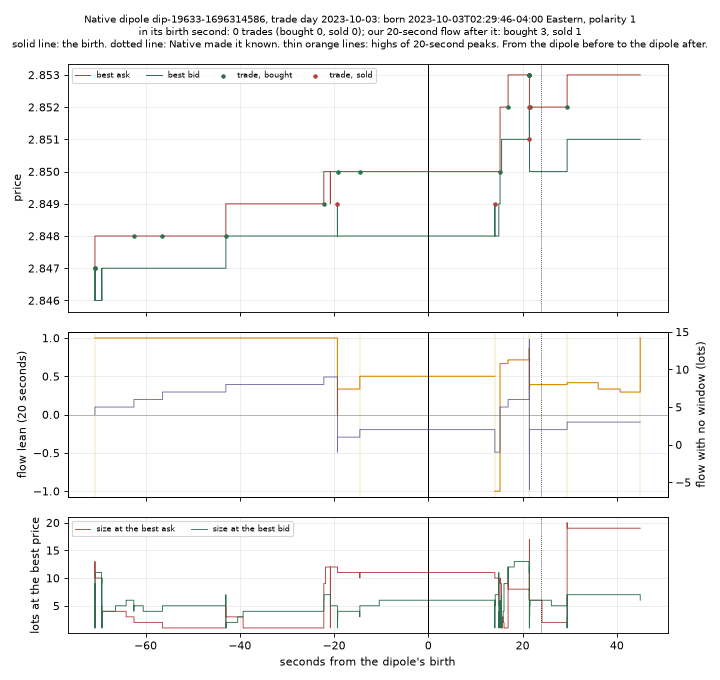 Native dipole dip-19633-1696314586, trade day 2023-10-03: born 2023-10-03T02:29:46-04:00 Eastern, polarity 1
in its birth second: 0 trades (bought 0, sold 0); our 20-second flow after it: bought 3, sold 1
solid line: the birth. dotted line: Native made it known. thin orange lines: highs of 20-second peaks. From the dipole before to the dipole after.
best ask
best bid
trade, bought
trade, sold
2.853
2.852
2.851
2.850
2.849
2.848
2.847
2.846
price
1.0
0.5
0.0
−0.5
−1.0
flow lean (20 seconds)
15
10
5
0
−5
flow with no window (lots)
size at the best ask
size at the best bid
20
15
10
5
lots at the best price
−60
−40
−20
0
20
40
seconds from the dipole's birth